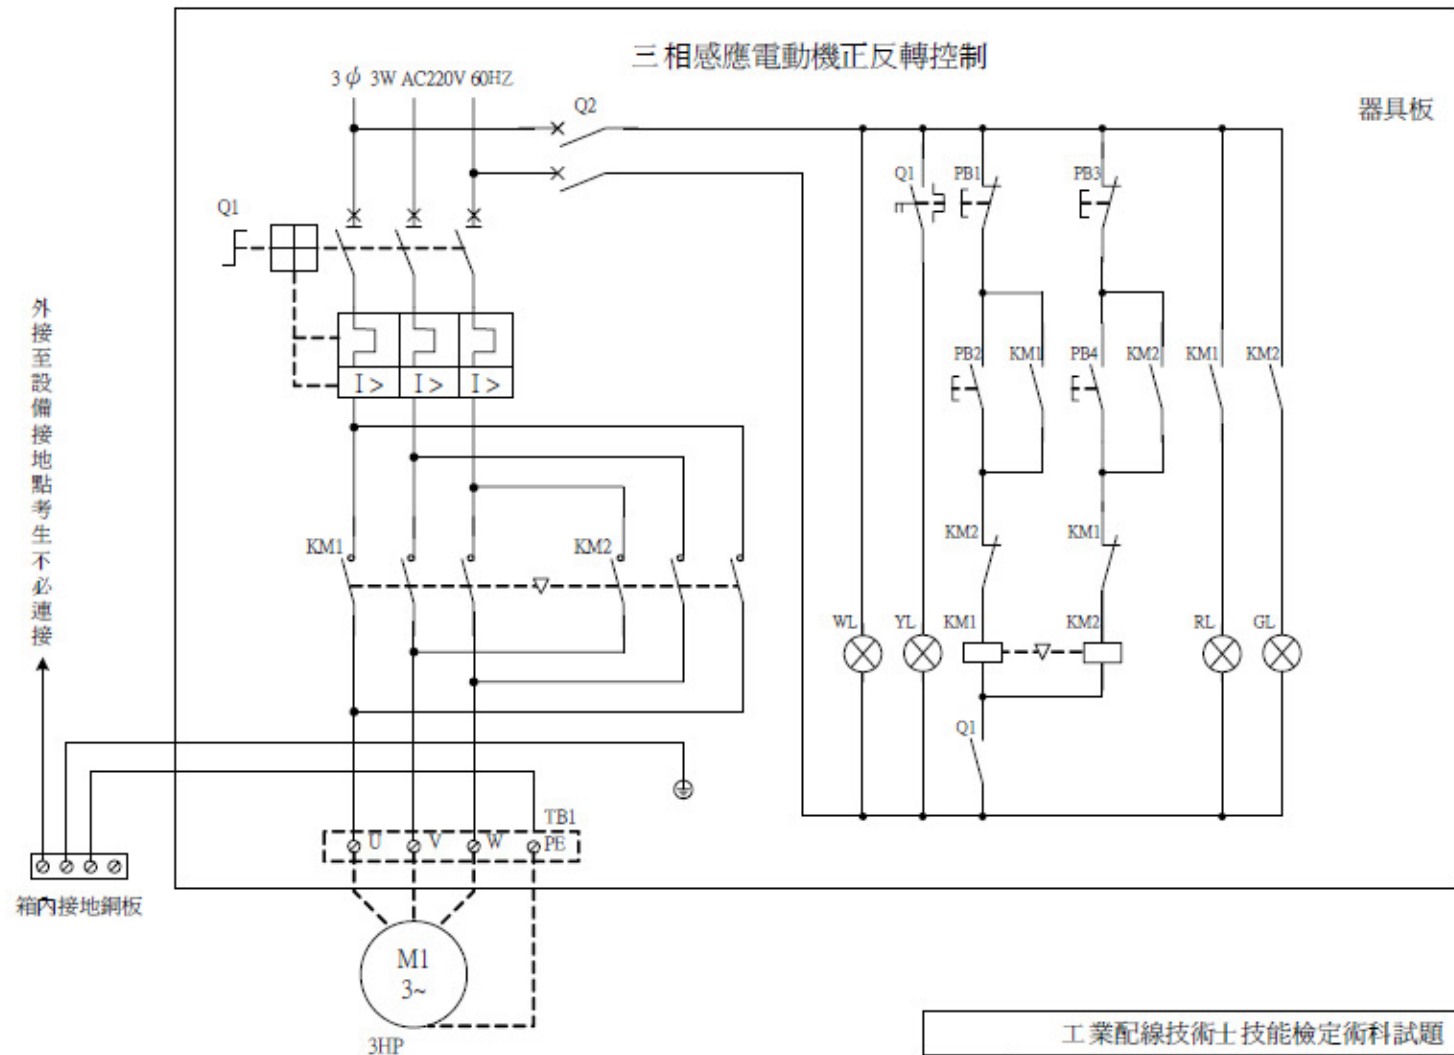 三相感應電動機正反轉控制
器具板
3φ 3W AC220V 60HZ
Q2
Q1
Q1 PB1 PB3
I > I > I >
PB2 KM1 PB4 KM2 KM1 KM2
KM1 KM2
KM2 KM1
WL YL KM1 KM2 RL GL
Q1
外接至設備接地點考生不必連接
TB1
U V W PE
箱內接地銅板
M1
3~
3HP
工業配線技術士技能檢定術科試題